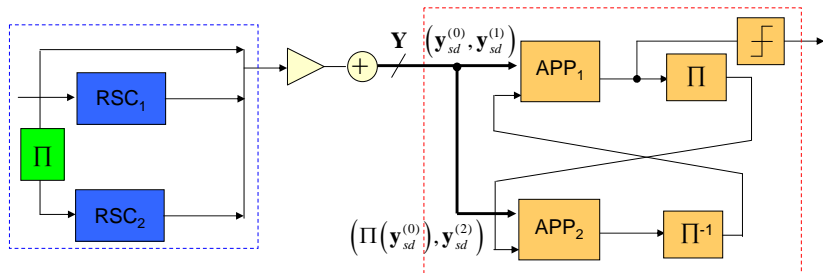 Y
(y_sd^(0), y_sd^(1))
RSC₁
APP₁
Π
Π
RSC₂
(Π(y_sd^(0)), y_sd^(2))
APP₂
Π⁻¹